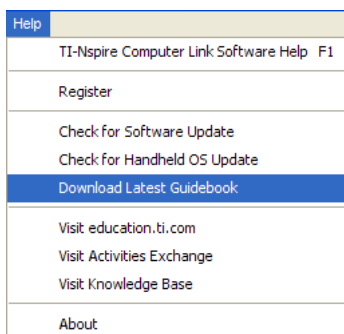 Help
TI-Nspire Computer Link Software Help F1
Register
Check for Software Update
Check for Handheld OS Update
Download Latest Guidebook
Visit education.ti.com
Visit Activities Exchange
Visit Knowledge Base
About